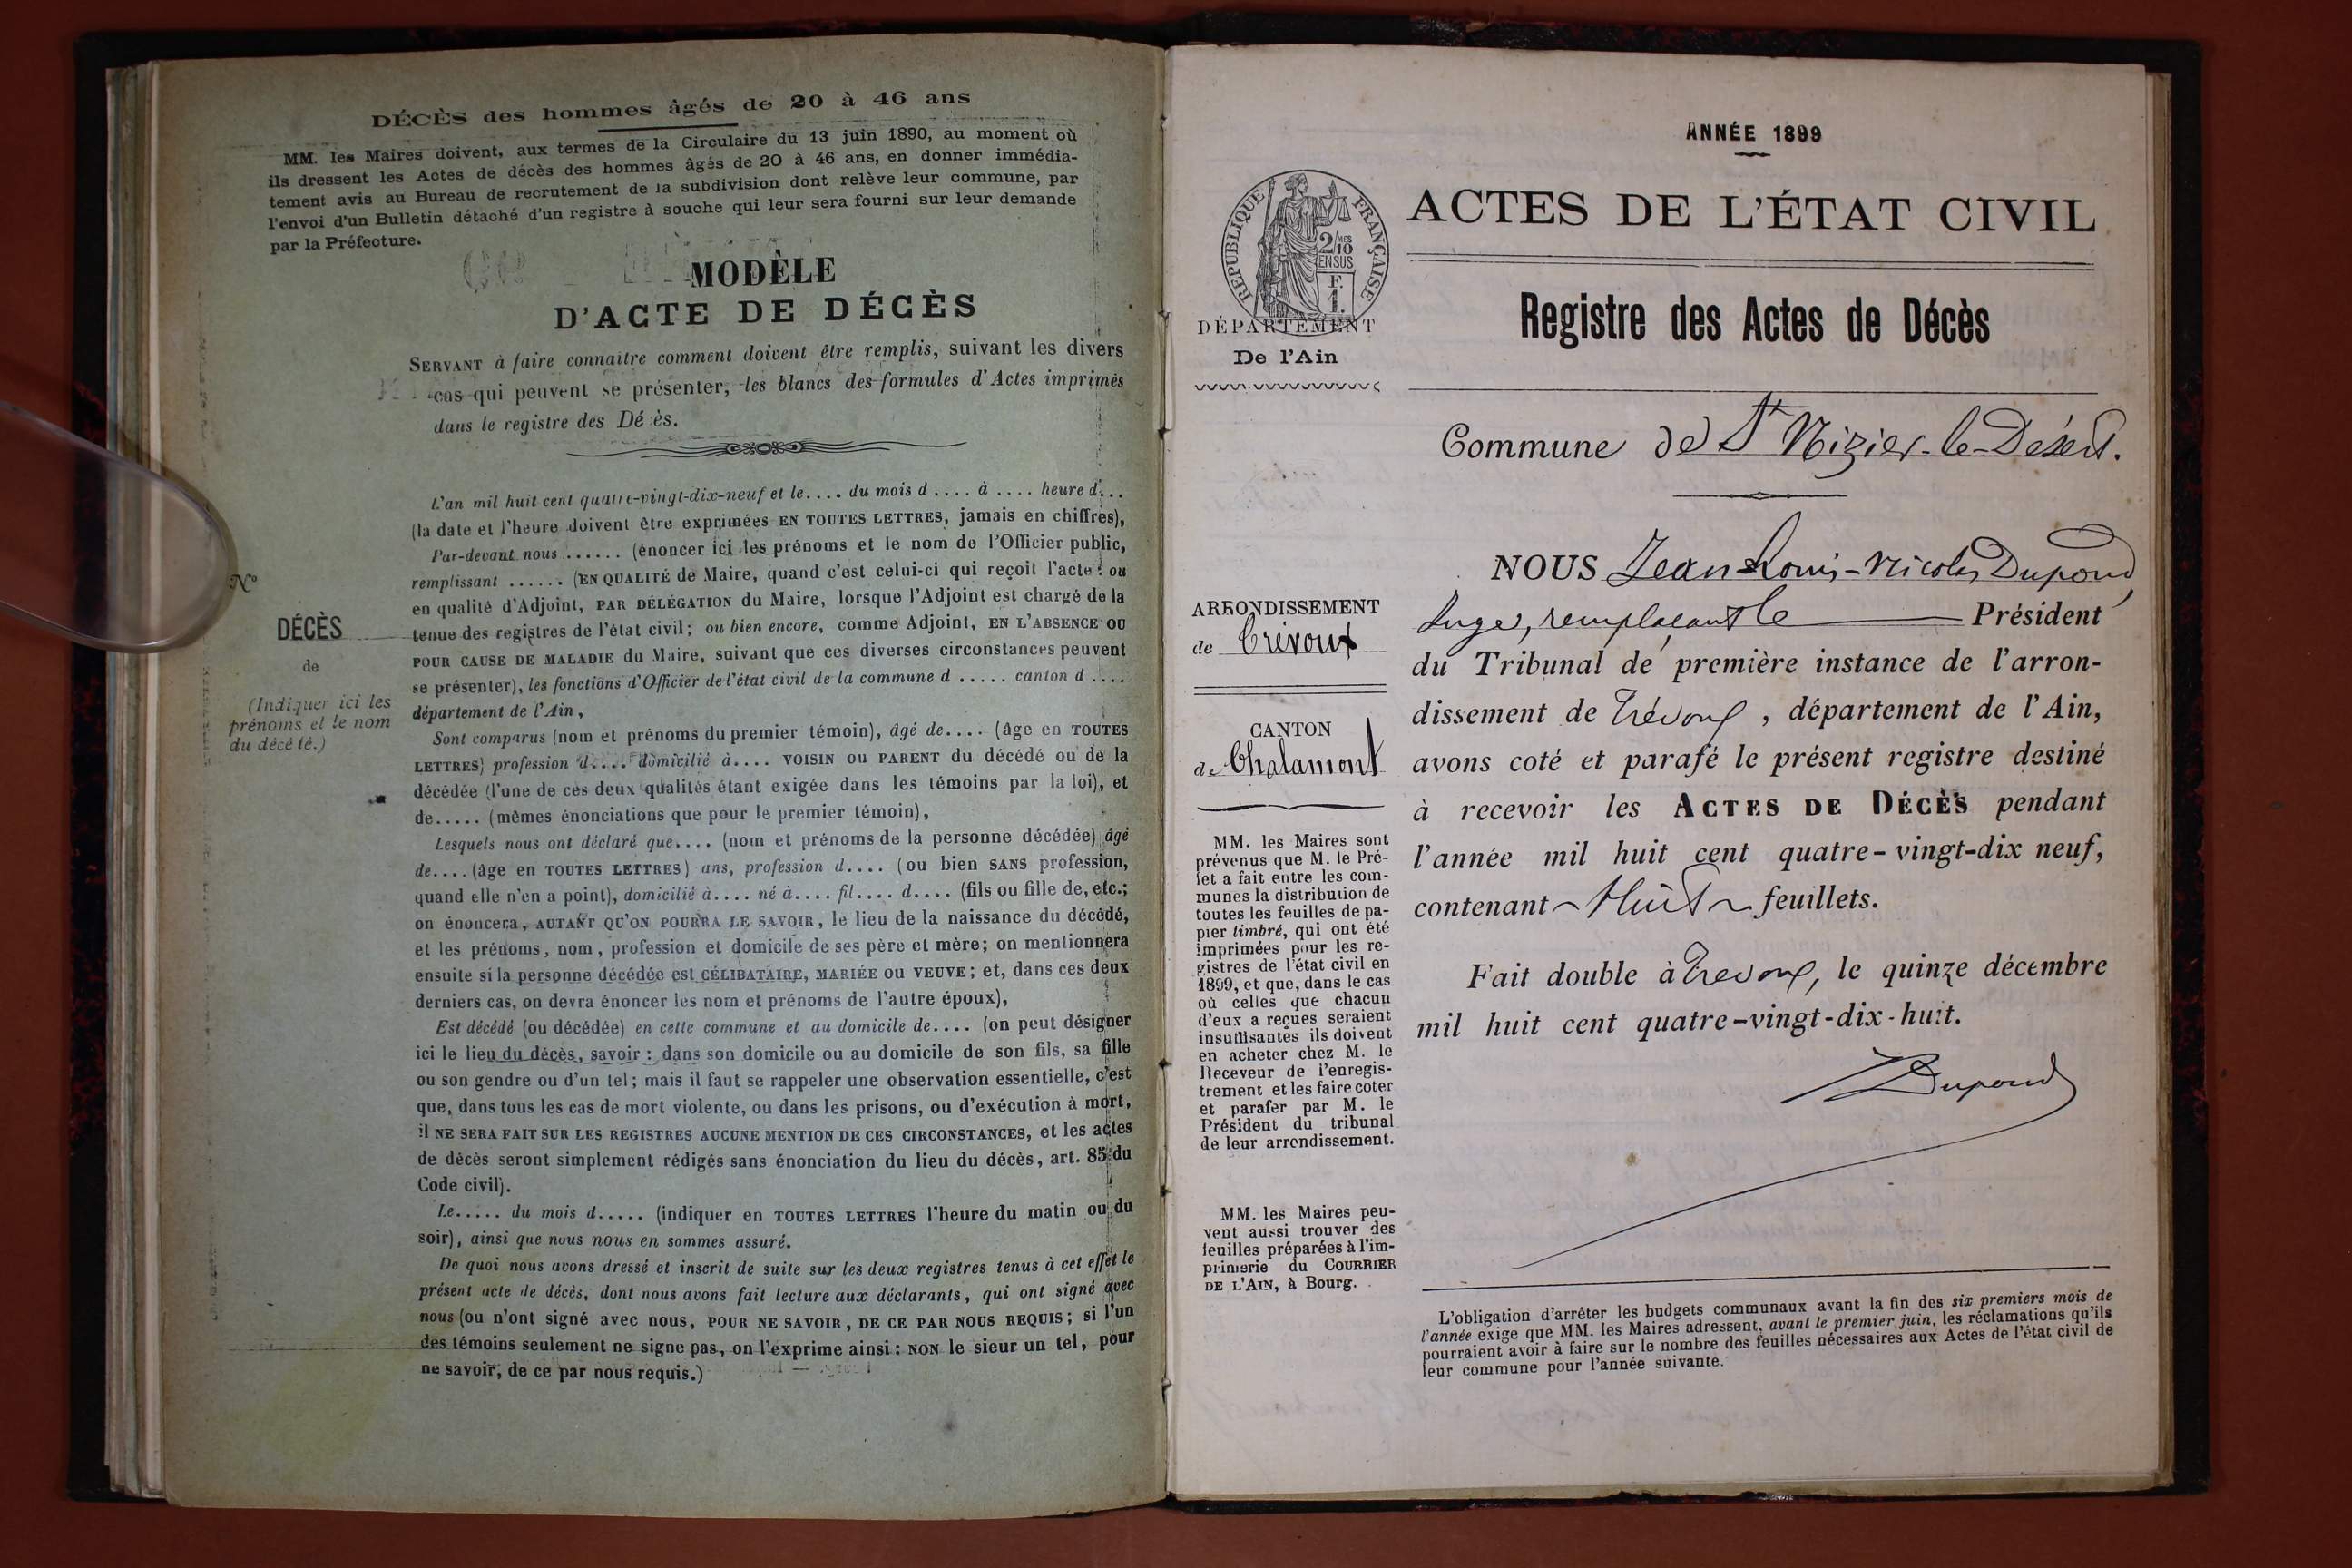 DÉCÈS des hommes âgés de 20 à 46 ans
MM. les Maires doivent, aux termes de la Circulaire du 13 juin 1890, au moment où
ils dressent les Actes de décès des hommes âgés de 20 à 46 ans, en donner immédia-
tement avis au Bureau de recrutement de la subdivision dont relève leur commune, par
l'envoi d'un Bulletin détaché d'un registre à souche qui leur sera fourni sur leur demande
par la Préfecture.
MODÈLE
D'ACTE DE DÉCÈS
SERVANT à faire connaitre comment doivent être remplis, suivant les divers
cas qui peuvent se présenter, les blancs des formules d'Actes imprimés
dans le registre des Dé ès.
L'an mil huit cent quatre-vingt-dix-neuf et le.... du mois d .... à .... heure d'...
(la date et l'heure doivent être exprimées EN TOUTES LETTRES, jamais en chiffres),
Par-devant nous ...... (énoncer ici les prénoms et le nom de l'Officier public,
remplissant ...... (EN QUALITÉ de Maire, quand c'est celui-ci qui reçoit l'acte: ou
en qualité d'Adjoint, PAR DÉLÉGATION du Maire, lorsque l'Adjoint est chargé de la
tenue des registres de l'état civil; ou bien encore, comme Adjoint, EN L'ABSENCE OU
POUR CAUSE DE MALADIE du Maire, suivant que ces diverses circonstances peuvent
se présenter), les fonctions d'Officier de l'état civil de la commune d ..... canton d ....
département de l'Ain,
Sont comparus (nom et prénoms du premier témoin), âgé de.... (âge en TOUTES
LETTRES) profession d.... domicilié à.... VOISIN OU PARENT du décédé ou de la
décédée (l'une de ces deux qualités étant exigée dans les témoins par la loi), et
de..... (mêmes énonciations que pour le premier témoin),
Lesquels nous ont déclaré que.... (nom et prénoms de la personne décédée) âgé
de.... (âge en TOUTES LETTRES) ans, profession d.... (ou bien SANS profession,
quand elle n'en a point), domicilié à.... né à.... fil.... d.... (fils ou fille de, etc.;
on énoncera, AUTANT QU'ON POURRA LE SAVOIR, le lieu de la naissance du décédé,
et les prénoms, nom, profession et domicile de ses père et mère; on mentionnera
ensuite si la personne décédée est CÉLIBATAIRE, MARIÉE OU VEUVE; et, dans ces deux
derniers cas, on devra énoncer les nom et prénoms de l'autre époux),
Est décédé (ou décédée) en cette commune et au domicile de.... (on peut désigner
ici le lieu du décès, savoir: dans son domicile ou au domicile de son fils, sa fille
ou son gendre ou d'un tel; mais il faut se rappeler une observation essentielle, c'est
que, dans tous les cas de mort violente, ou dans les prisons, ou d'exécution à mort,
il NE SERA FAIT SUR LES REGISTRES AUCUNE MENTION DE CES CIRCONSTANCES, et les actes
de décès seront simplement rédigés sans énonciation du lieu du décès, art. 85 du
Code civil).
Le..... du mois d..... (indiquer en TOUTES LETTRES l'heure du matin ou du
soir), ainsi que nous nous en sommes assuré.
De quoi nous avons dressé et inscrit de suite sur les deux registres tenus à cet effet le
présent acte de décès, dont nous avons fait lecture aux déclarants, qui ont signé avec
nous (ou n'ont signé avec nous, POUR NE SAVOIR, DE CE PAR NOUS REQUIS; si l'un
des témoins seulement ne signe pas, on l'exprime ainsi: NON le sieur un tel, pour
ne savoir, de ce par nous requis.)
N°
DÉCÈS
de
(Indiquer ici les
prénoms et le nom
du décédé.)
ANNÉE 1899
RÉPUBLIQUE FRANÇAISE
2/MES
10
EN SUS
F.
1.
DÉPARTEMENT
De l'Ain
ACTES DE L'ÉTAT CIVIL
Registre des Actes de Décès
Commune de St Nizier-le-Désert.
ARRONDISSEMENT
de Trévoux
CANTON
de Chalamont
MM. les Maires sont
prévenus que M. le Pré-
fet a fait entre les com-
munes la distribution de
toutes les feuilles de pa-
pier timbré, qui ont été
imprimées pour les re-
gistres de l'état civil en
1899, et que, dans le cas
où celles que chacun
d'eux a reçues seraient
insuffisantes ils doivent
en acheter chez M. le
Receveur de l'enregis-
trement et les faire coter
et parafer par M. le
Président du tribunal
de leur arrondissement.
MM. les Maires peu-
vent aussi trouver des
feuilles préparées à l'im-
primerie du COURRIER
DE L'AIN, à Bourg.
NOUS Jean-Louis-Nicolas Dupond,
Juge, remplaçant le Président
du Tribunal de première instance de l'arron-
dissement de Trévoux, département de l'Ain,
avons coté et parafé le présent registre destiné
à recevoir les ACTES DE DÉCÈS pendant
l'année mil huit cent quatre-vingt-dix neuf,
contenant Huit feuillets.
Fait double à Trévoux, le quinze décembre
mil huit cent quatre-vingt-dix-huit.
Dupond
L'obligation d'arrêter les budgets communaux avant la fin des six premiers mois de
l'année exige que MM. les Maires adressent, avant le premier juin, les réclamations qu'ils
pourraient avoir à faire sur le nombre des feuilles nécessaires aux Actes de l'état civil de
leur commune pour l'année suivante.